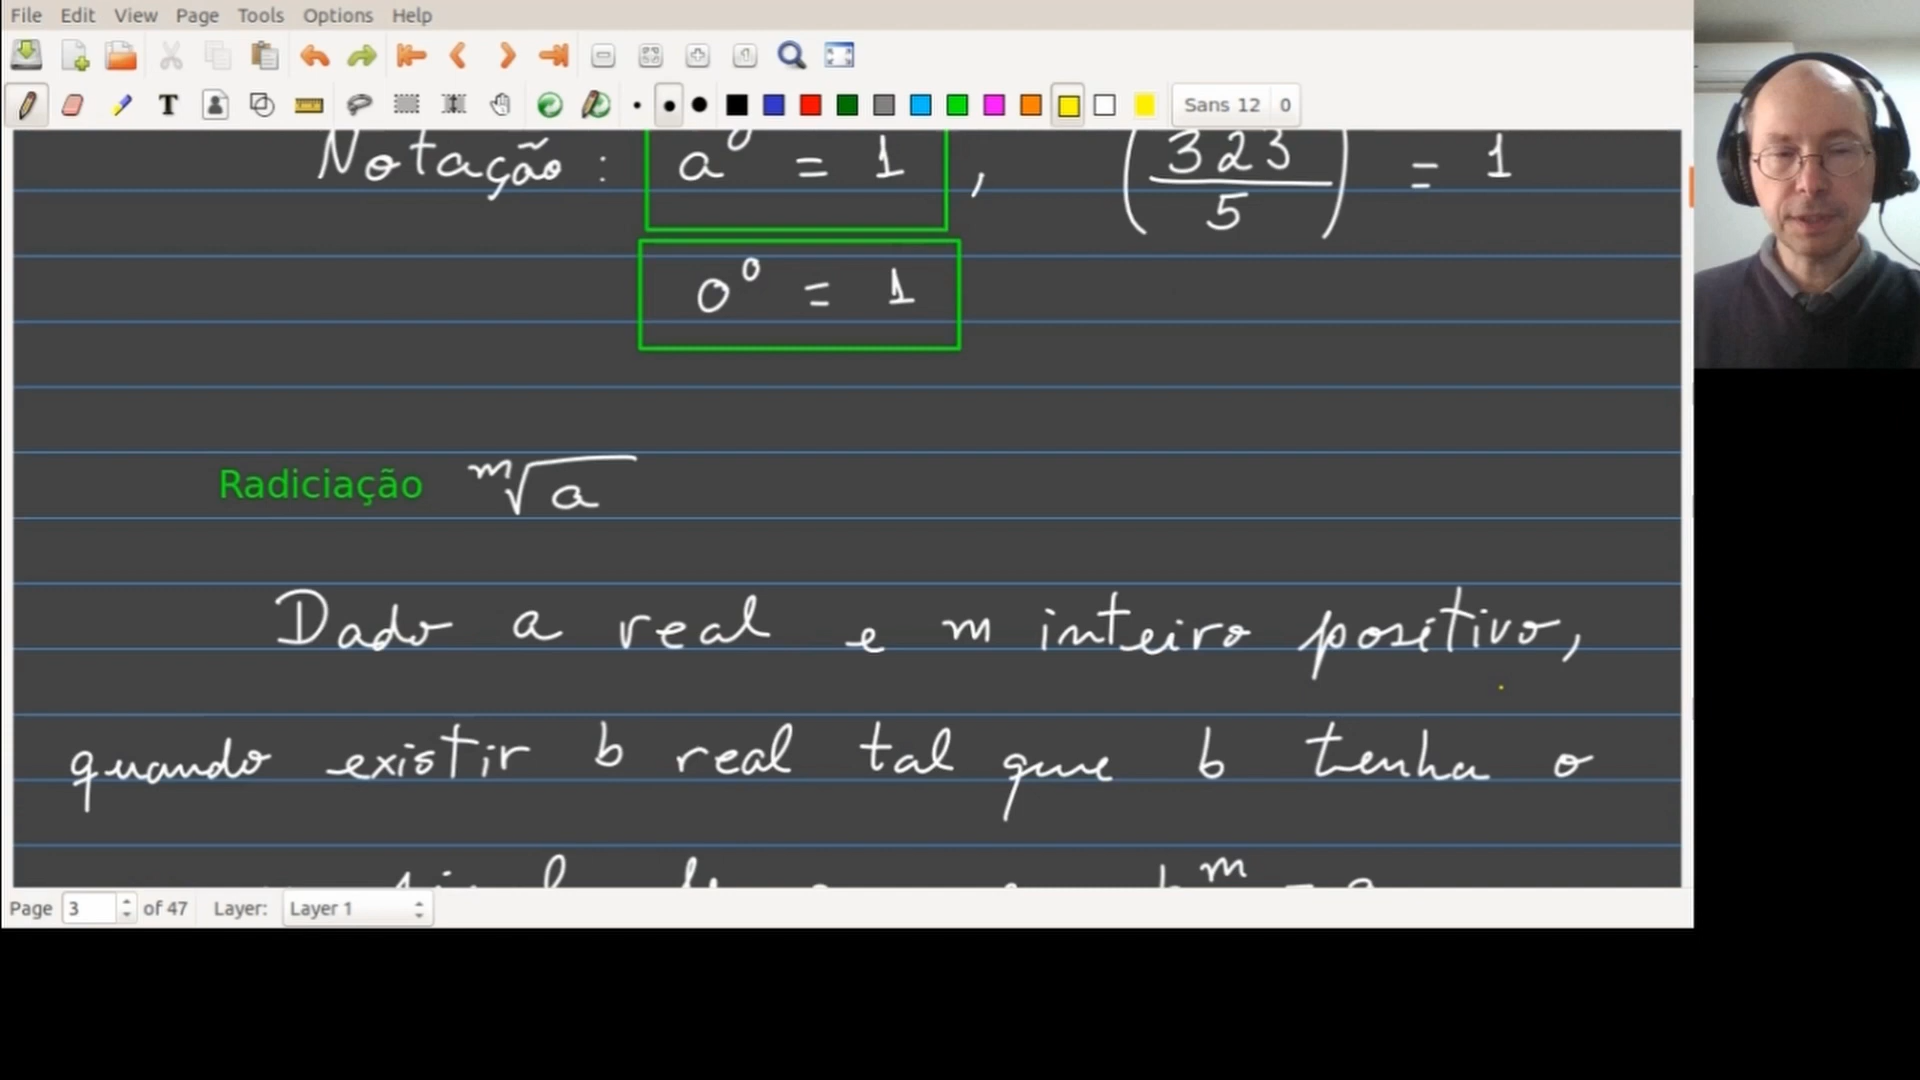 File Edit View Page Tools Options Help
T Sans 12 0
Notação : a⁰ = 1 , (323/5) = 1
0⁰ = 1
Radiciação ᵐ√a
Dado a real e m inteiro positivo,
quando existir b real tal que b tenha o
Page 3 of 47 Layer: Layer 1